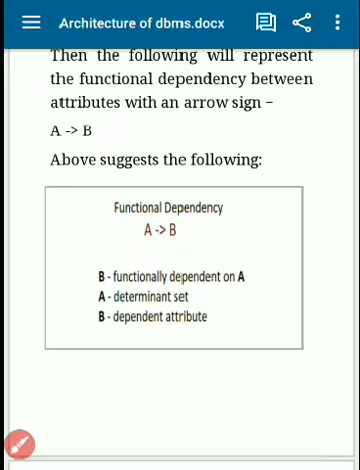 Architecture of dbms.docx
Then the following will represent
the functional dependency between
attributes with an arrow sign −
A -> B
Above suggests the following:
Functional Dependency
A -> B
B - functionally dependent on A
A - determinant set
B - dependent attribute